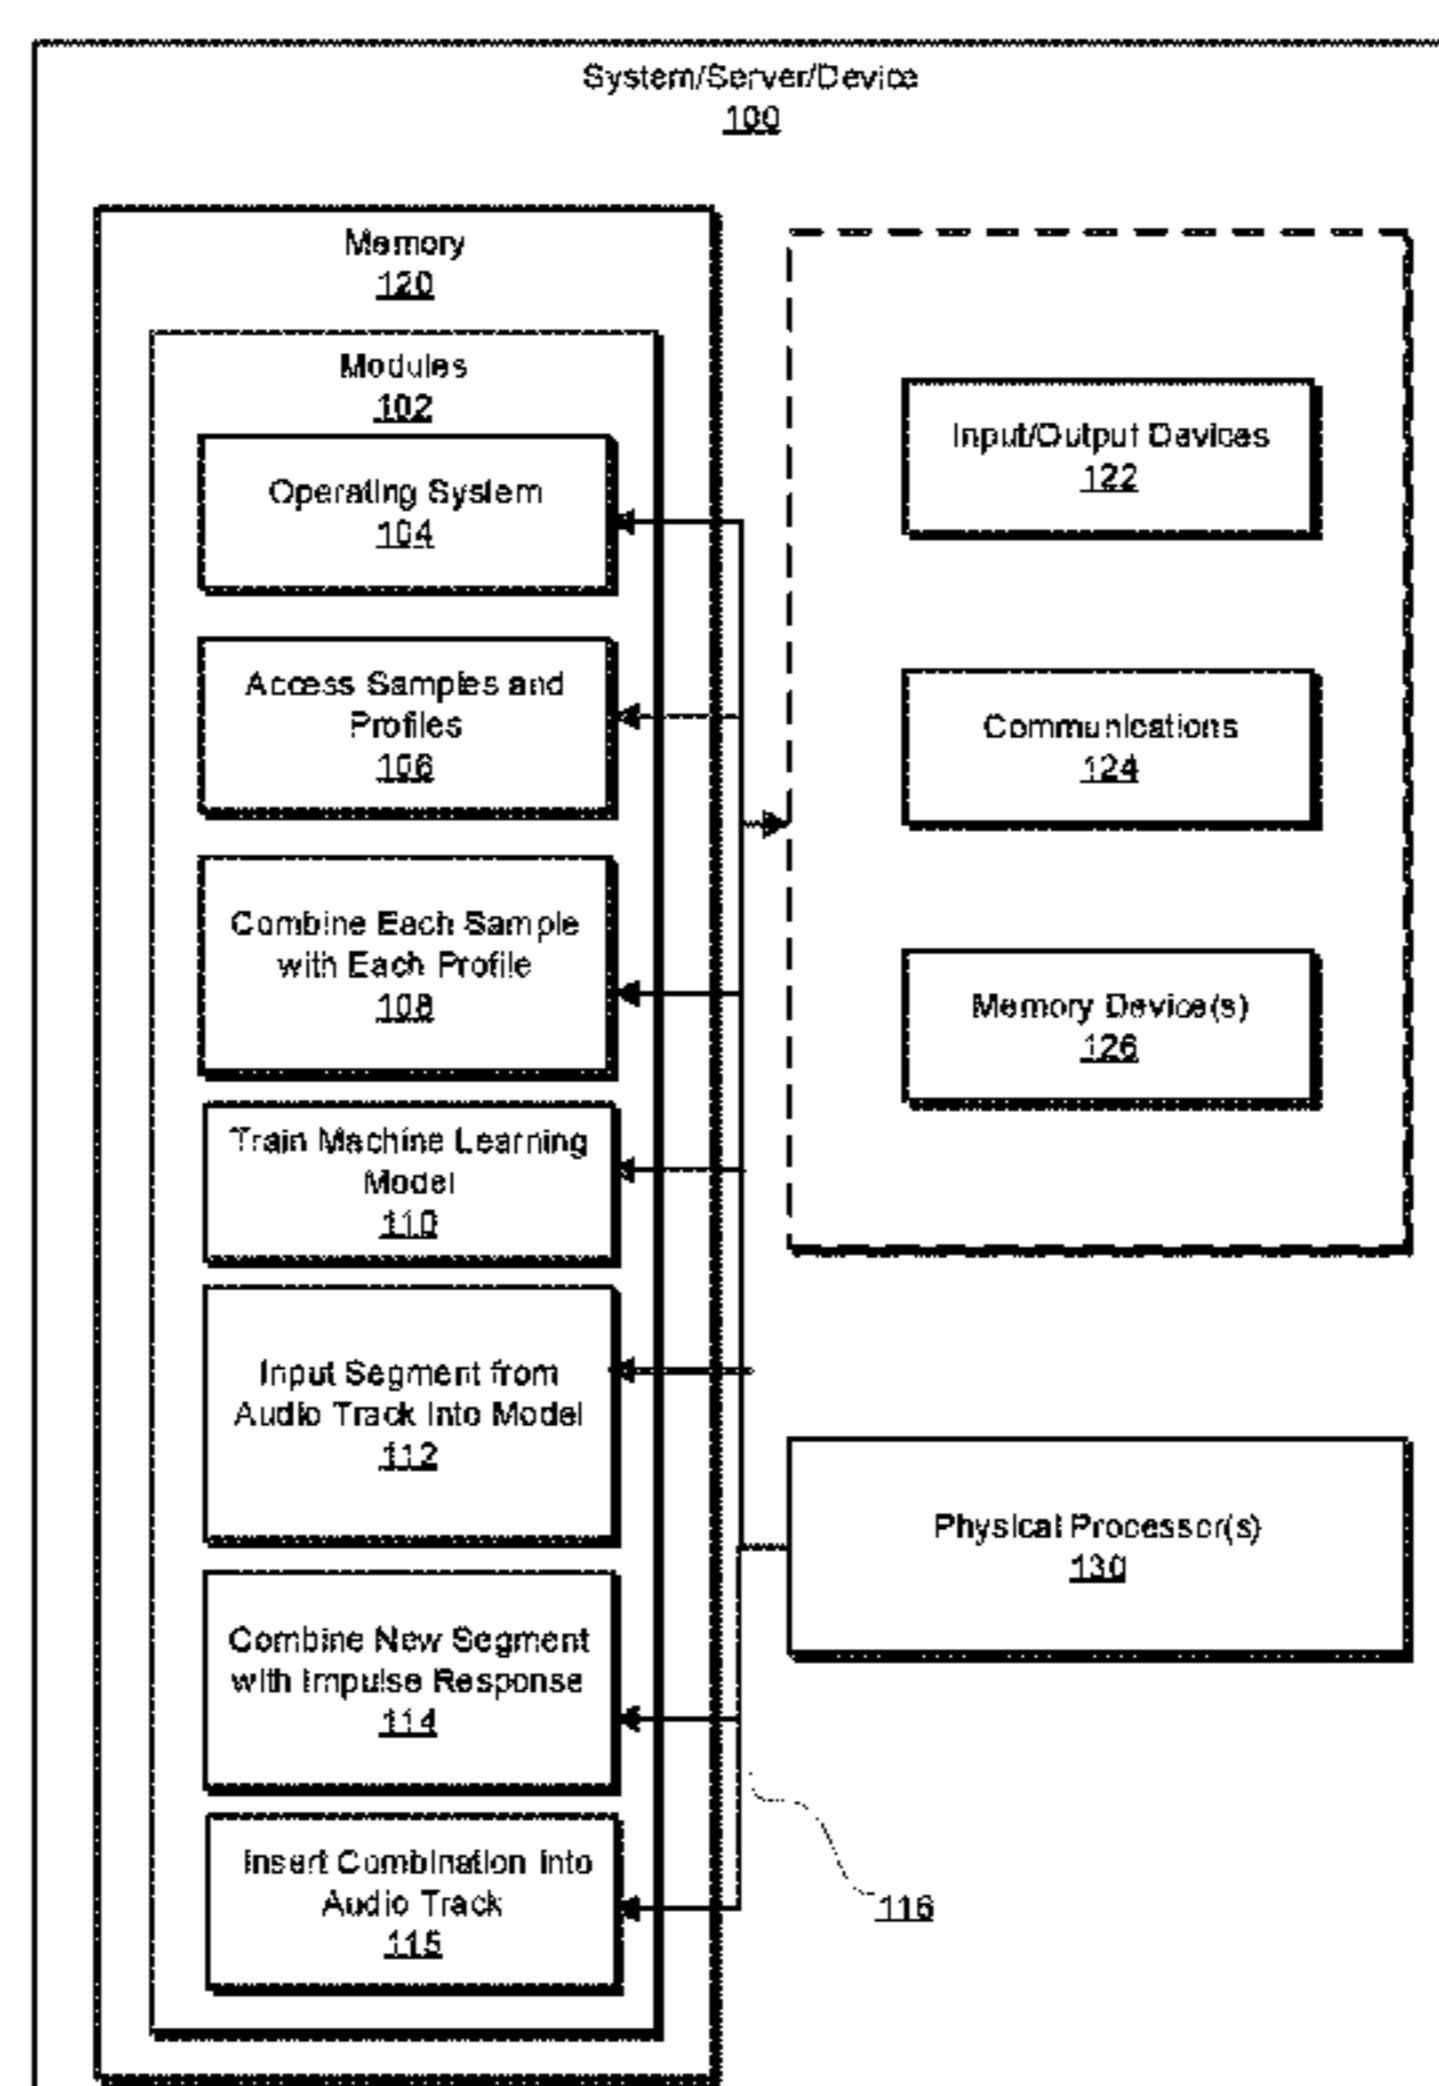 System/Server/Device
100
Memory
120
Modules
102
Operating System
104
Access Samples and
Profiles
106
Combine Each Sample
with Each Profile
108
Train Machine Learning
Model
110
Input Segment from
Audio Track Into Model
112
Combine New Segment
with Impulse Response
114
Insert Combination into
Audio Track
115
Input/Output Devices
122
Communications
124
Memory Device(s)
126
Physical Processor(s)
130
116